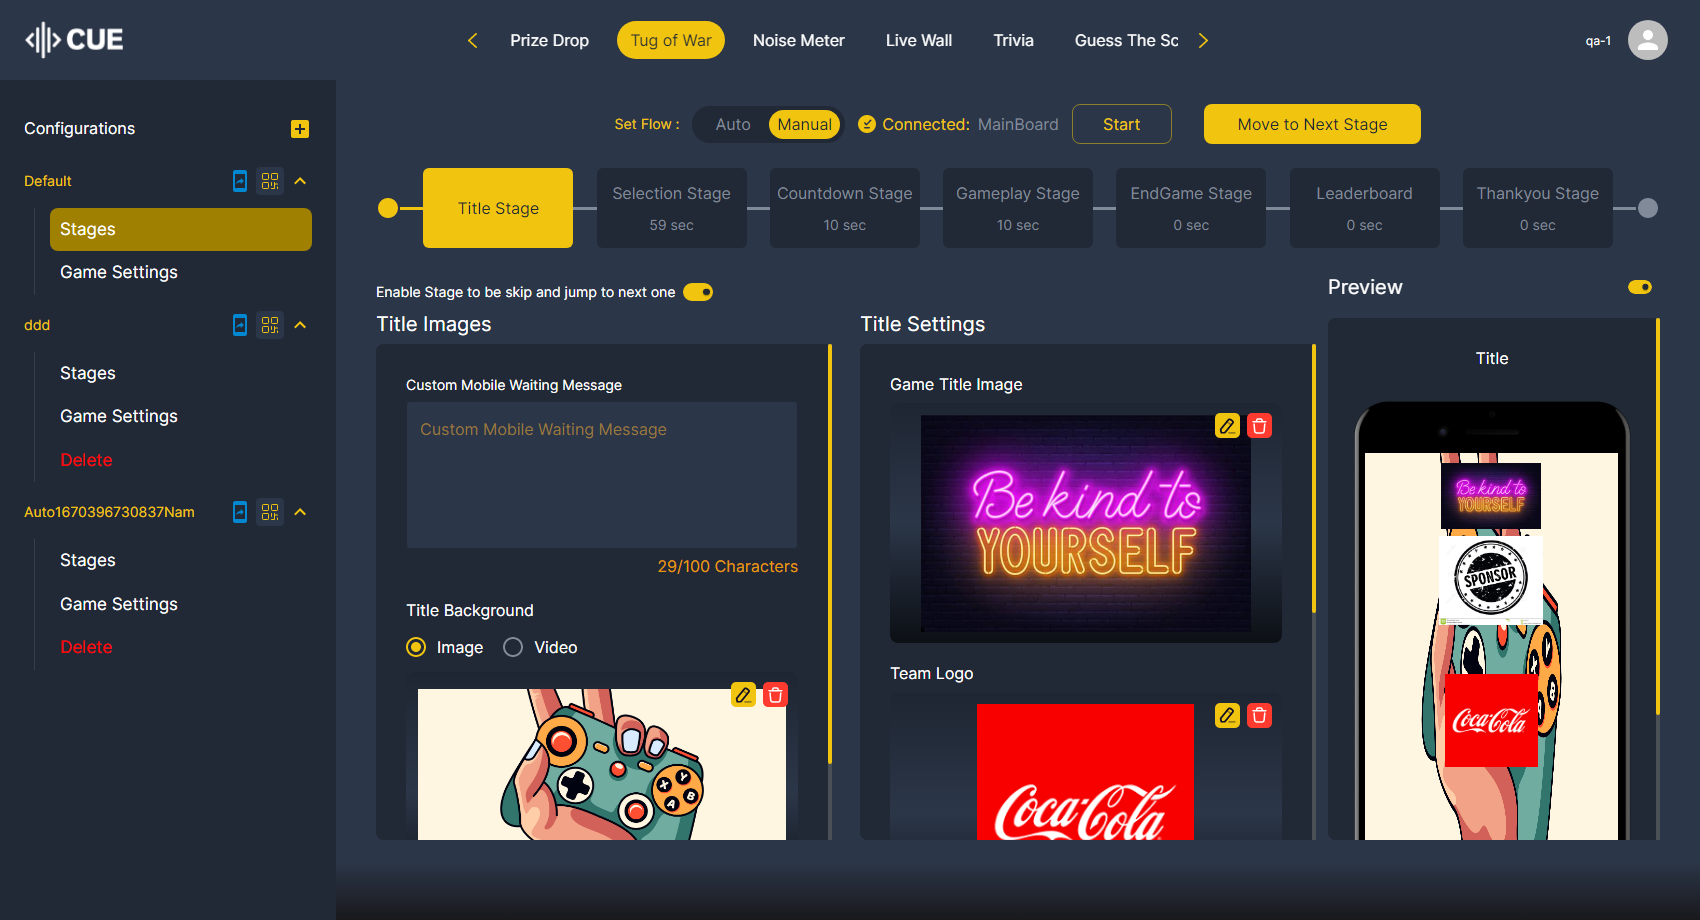 CUE
Prize Drop
Tug of War
Noise Meter
Live Wall
Trivia
Guess The Sc
qa-1
Configurations
Default
Stages
Game Settings
ddd
Stages
Game Settings
Delete
Auto1670396730837Nam
Stages
Game Settings
Delete
Set Flow :
Auto
Manual
Connected: MainBoard
Start
Move to Next Stage
Title Stage
Selection Stage
59 sec
Countdown Stage
10 sec
Gameplay Stage
10 sec
EndGame Stage
0 sec
Leaderboard
0 sec
Thankyou Stage
0 sec
Enable Stage to be skip and jump to next one
Title Images
Custom Mobile Waiting Message
Custom Mobile Waiting Message
29/100 Characters
Title Background
Image
Video
X
Y
A
B
Title Settings
Game Title Image
Be kind to
YOURSELF
Team Logo
Coca-Cola
Preview
Title
Be kind to
YOURSELF
SPONSOR
Coca-Cola